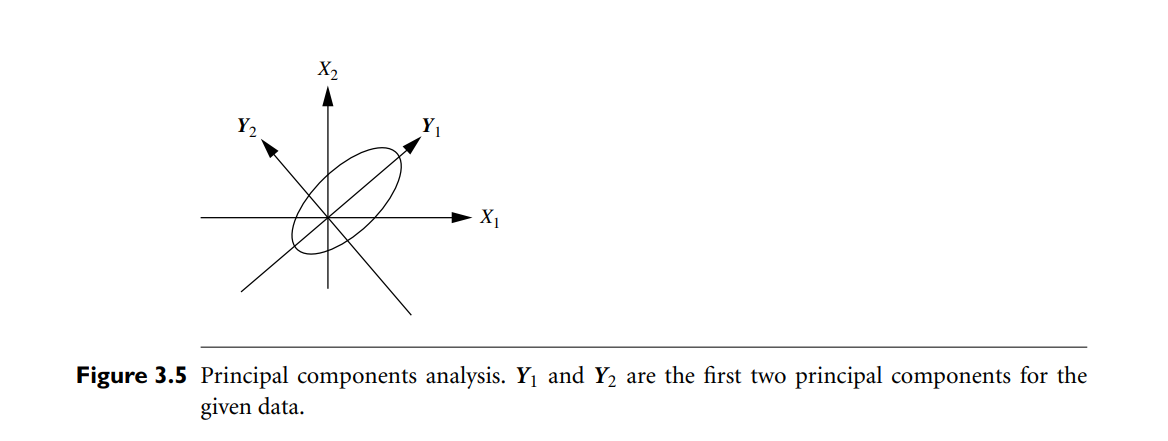 X2
Y2
Y1
X1
Figure 3.5 Principal components analysis. Y1 and Y2 are the first two principal components for the
given data.